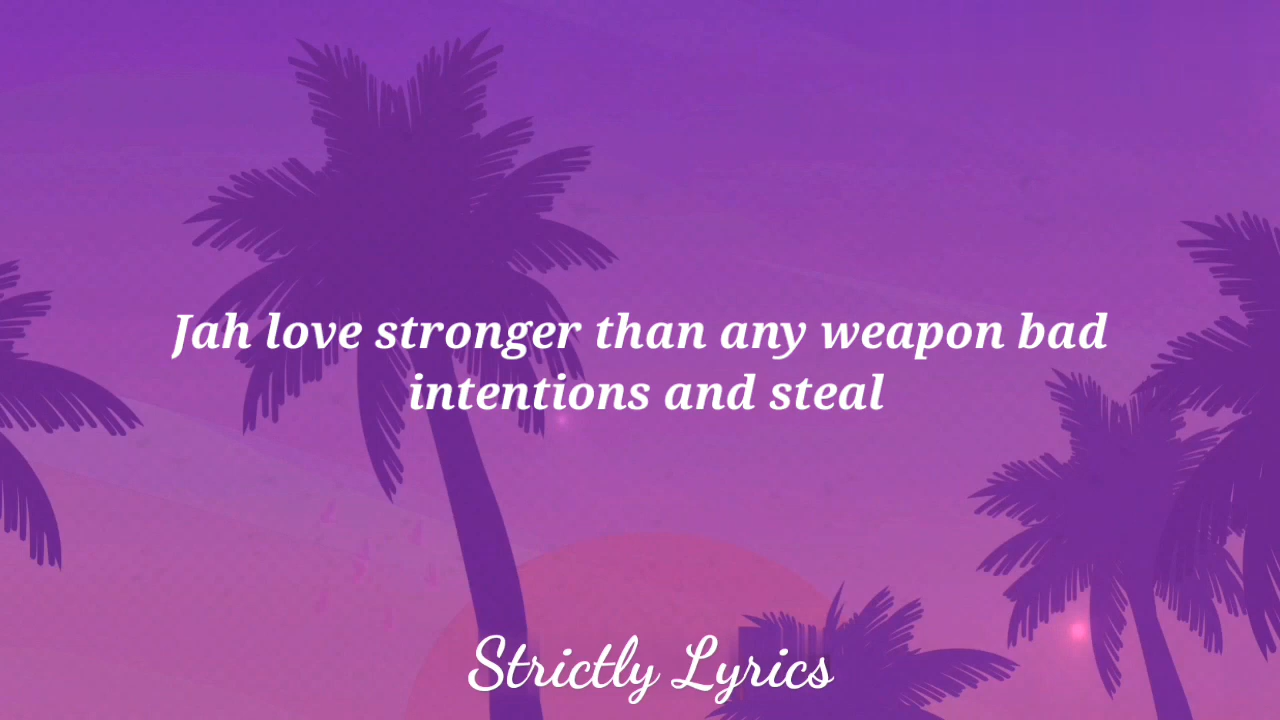 Jah love stronger than any weapon bad
intentions and steal
Strictly Lyrics